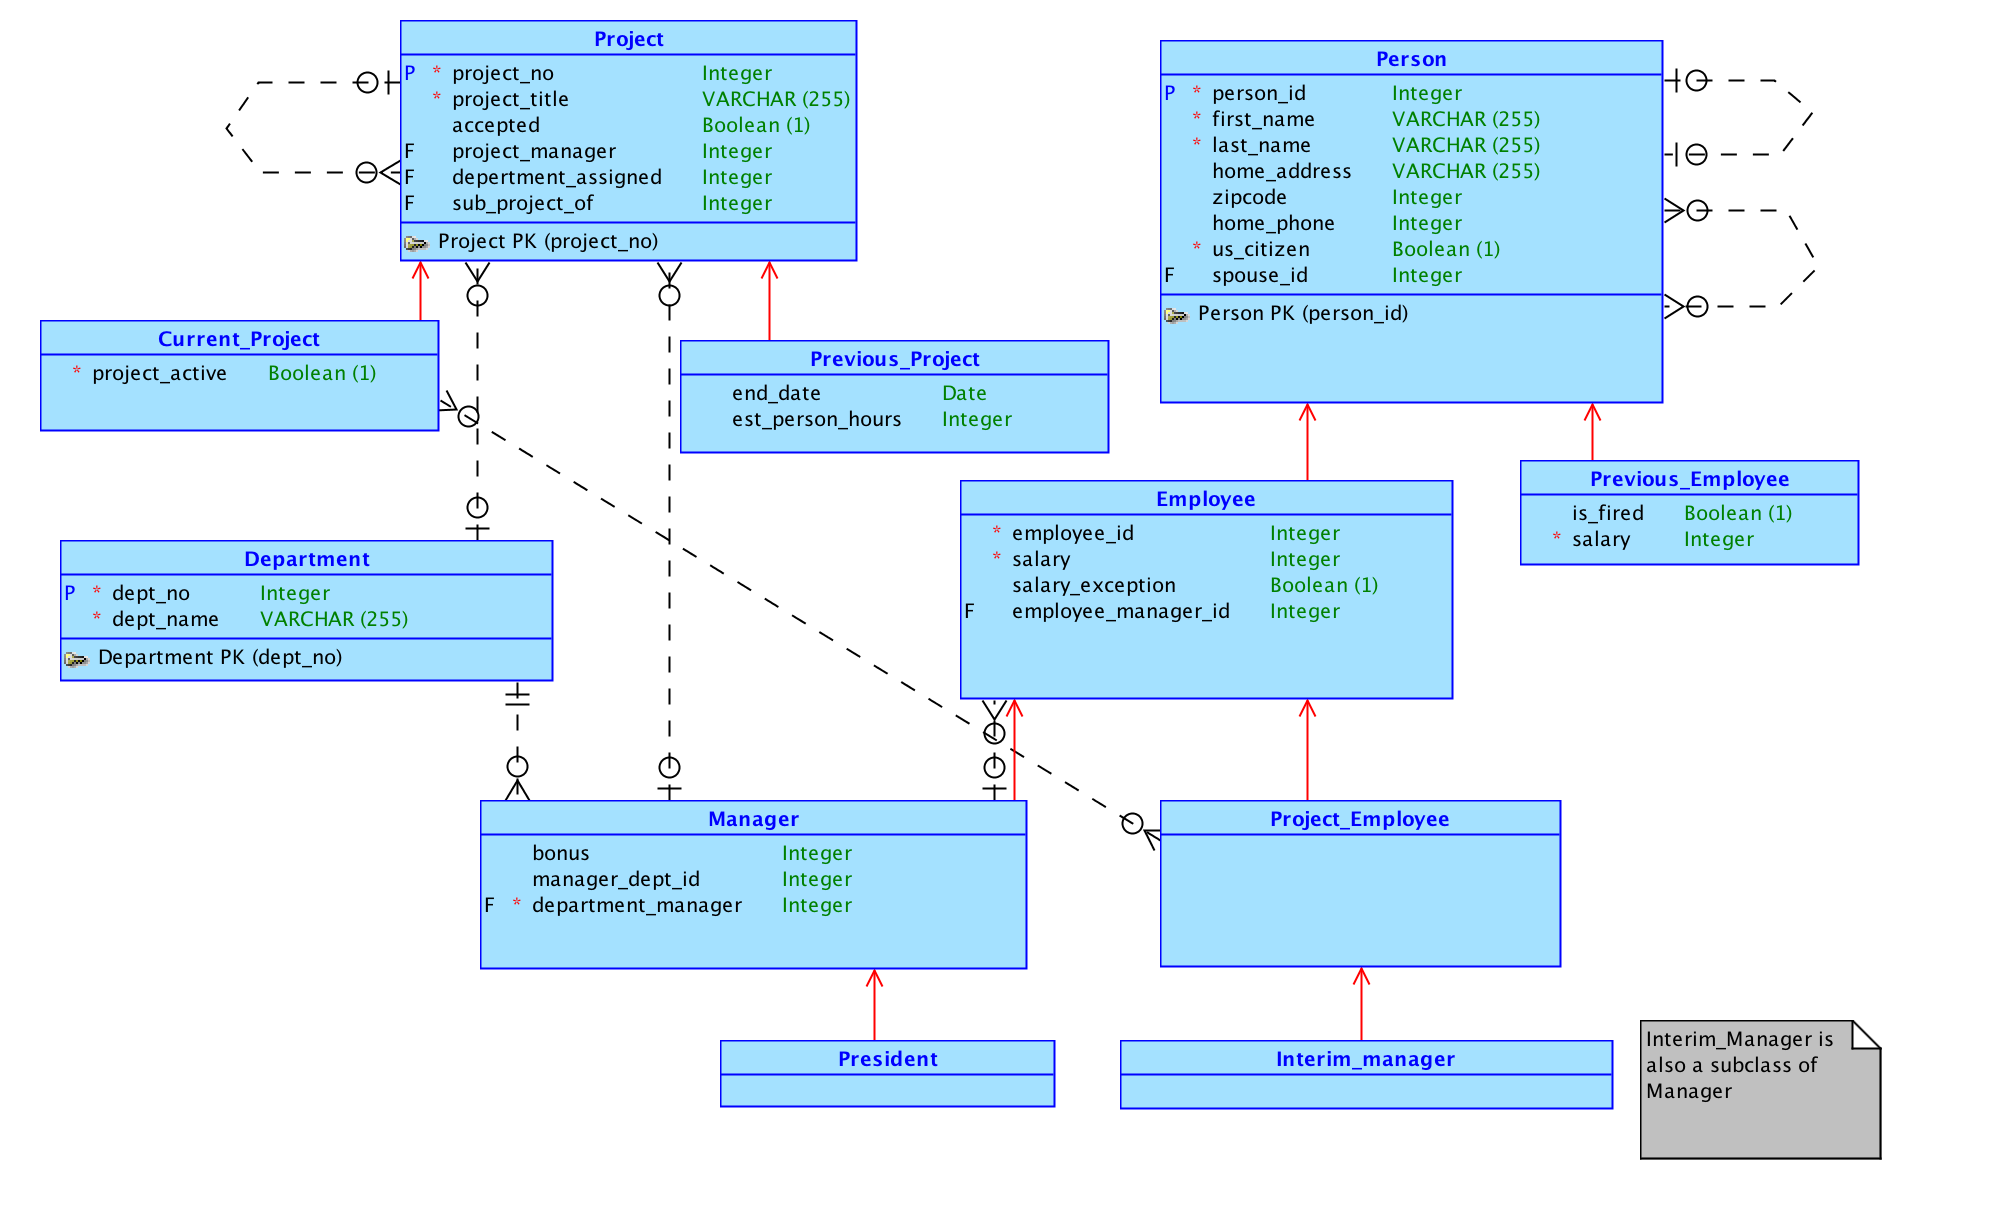 Project
P * project_no Integer
* project_title VARCHAR (255)
accepted Boolean (1)
F project_manager Integer
F depertment_assigned Integer
F sub_project_of Integer
Project PK (project_no)
Person
P * person_id Integer
* first_name VARCHAR (255)
* last_name VARCHAR (255)
home_address VARCHAR (255)
zipcode Integer
home_phone Integer
* us_citizen Boolean (1)
F spouse_id Integer
Person PK (person_id)
Current_Project
* project_active Boolean (1)
Previous_Project
end_date Date
est_person_hours Integer
Previous_Employee
is_fired Boolean (1)
* salary Integer
Employee
* employee_id Integer
* salary Integer
salary_exception Boolean (1)
F employee_manager_id Integer
Department
P * dept_no Integer
* dept_name VARCHAR (255)
Department PK (dept_no)
Manager
bonus Integer
manager_dept_id Integer
F * department_manager Integer
Project_Employee
President
Interim_manager
Interim_Manager is
also a subclass of
Manager